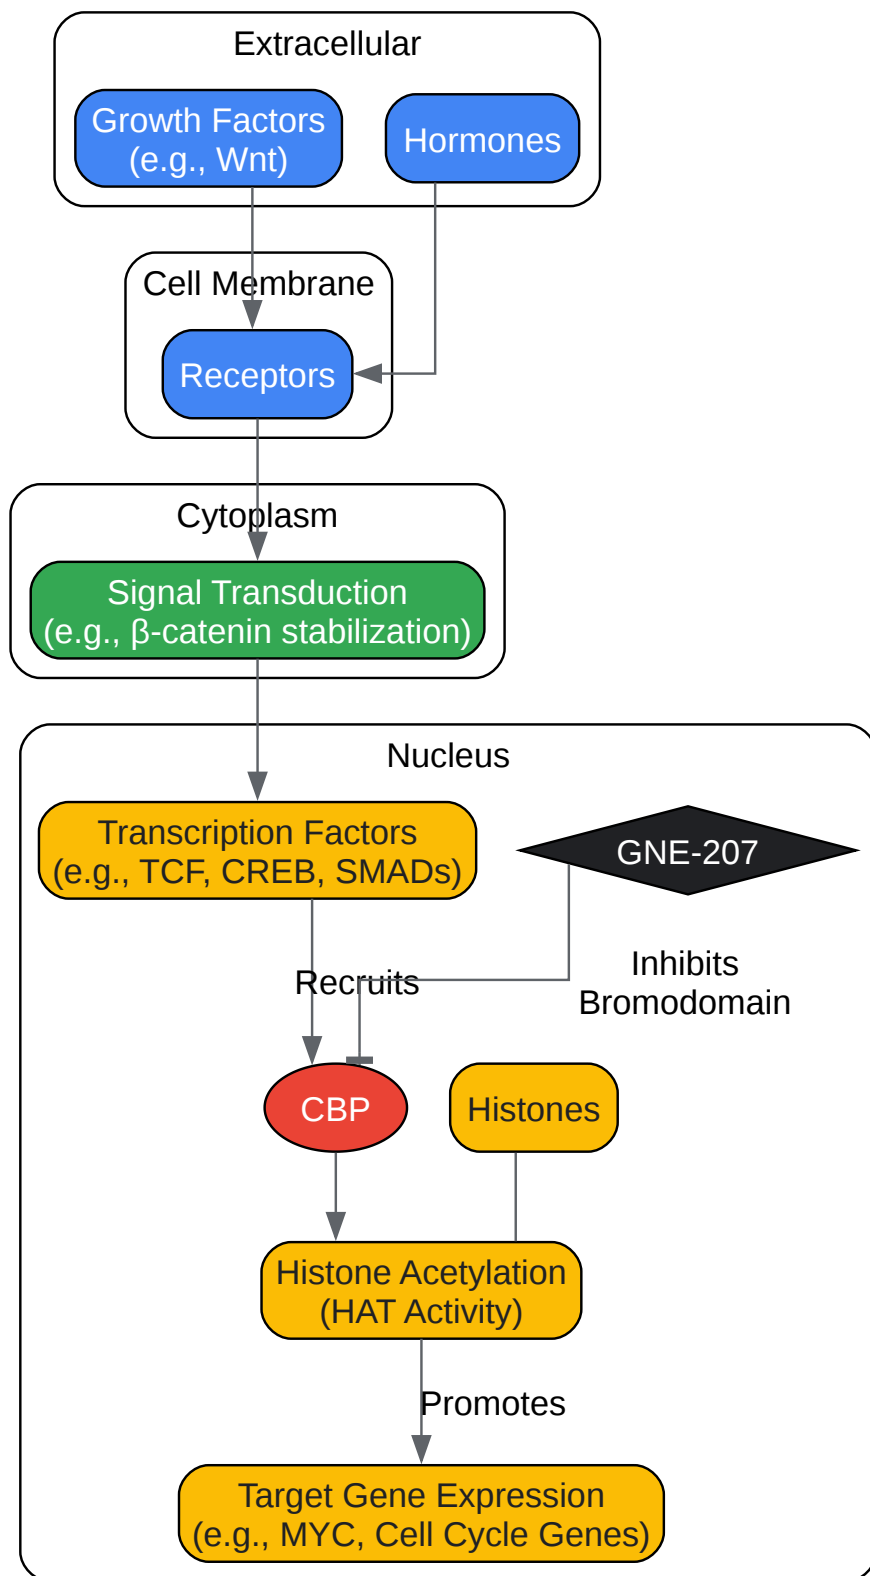 Extracellular
Growth Factors
(e.g., Wnt)
Hormones
Cell Membrane
Receptors
Cytoplasm
Signal Transduction
(e.g., β-catenin stabilization)
Nucleus
Transcription Factors
(e.g., TCF, CREB, SMADs)
GNE-207
Recruits
Inhibits
Bromodomain
CBP
Histones
Histone Acetylation
(HAT Activity)
Promotes
Target Gene Expression
(e.g., MYC, Cell Cycle Genes)